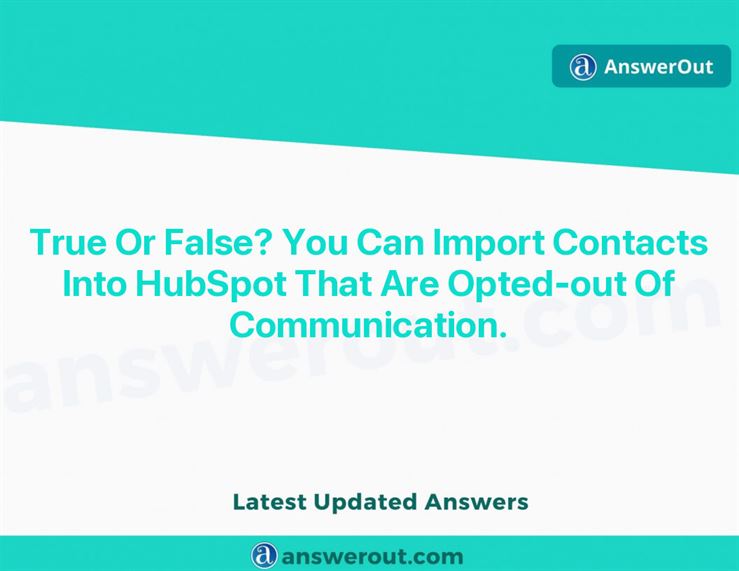 AnswerOut
True Or False? You Can Import Contacts
Into HubSpot That Are Opted-out Of
Communication.
answerout.com
Latest Updated Answers
answerout.com